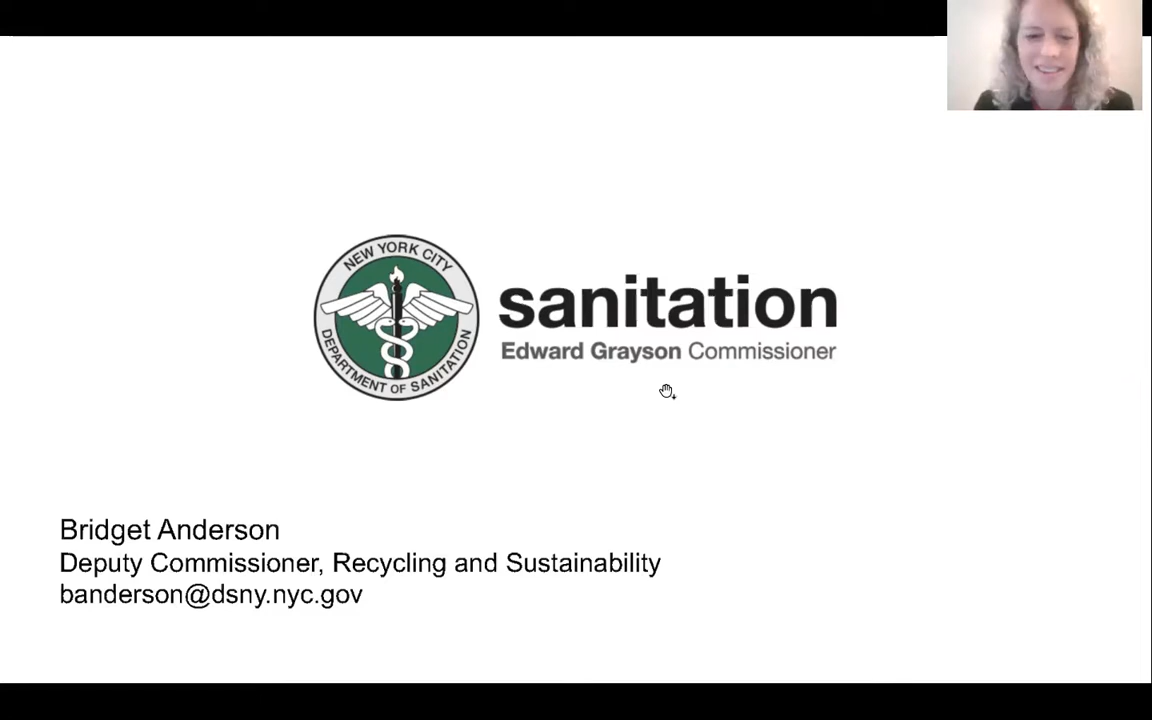 NEW YORK CITY
DEPARTMENT OF SANITATION
sanitation
Edward Grayson Commissioner
Bridget Anderson
Deputy Commissioner, Recycling and Sustainability
banderson@dsny.nyc.gov